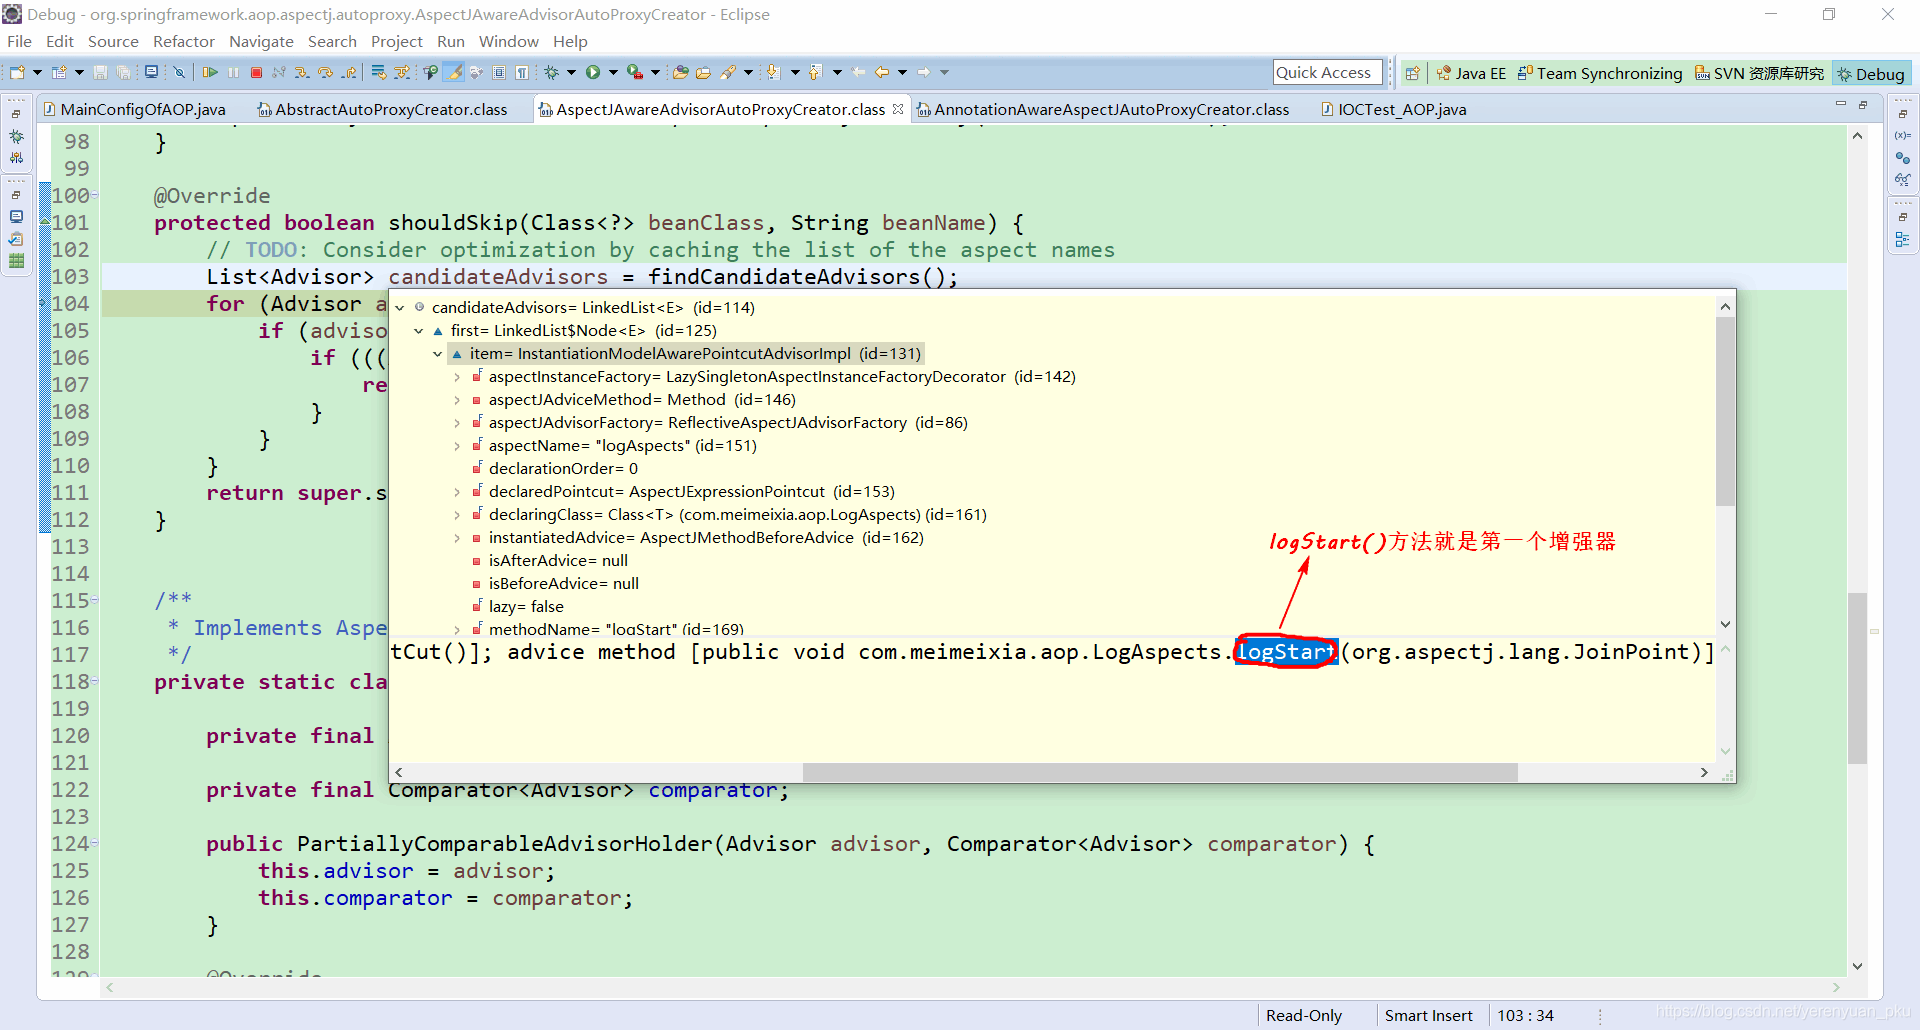 Debug - org.springframework.aop.aspectj.autoproxy.AspectJAwareAdvisorAutoProxyCreator - Eclipse
File Edit Source Refactor Navigate Search Project Run Window Help
Quick Access
Java EE
Team Synchronizing
SVN 资源库研究
Debug
MainConfigOfAOP.java
AbstractAutoProxyCreator.class
AspectJAwareAdvisorAutoProxyCreator.class
AnnotationAwareAspectJAutoProxyCreator.class
IOCTest_AOP.java
98 }
99
100 @Override
101 protected boolean shouldSkip(Class<?> beanClass, String beanName) {
102 // TODO: Consider optimization by caching the list of the aspect names
103 List<Advisor> candidateAdvisors = findCandidateAdvisors();
104 for (Advisor a
105 if (adviso
106 if (((
107 re
108 }
109 }
110 }
111 return super.s
112 }
113
114
115 /**
116 * Implements Aspe
117 */
118 private static cla
119
120 private final
121
122 private final Comparator<Advisor> comparator;
123
124 public PartiallyComparableAdvisorHolder(Advisor advisor, Comparator<Advisor> comparator) {
125 this.advisor = advisor;
126 this.comparator = comparator;
127 }
128
129 @Override
candidateAdvisors= LinkedList<E> (id=114)
first= LinkedList$Node<E> (id=125)
item= InstantiationModelAwarePointcutAdvisorImpl (id=131)
aspectInstanceFactory= LazySingletonAspectInstanceFactoryDecorator (id=142)
aspectJAdviceMethod= Method (id=146)
aspectJAdvisorFactory= ReflectiveAspectJAdvisorFactory (id=86)
aspectName= "logAspects" (id=151)
declarationOrder= 0
declaredPointcut= AspectJExpressionPointcut (id=153)
declaringClass= Class<T> (com.meimeixia.aop.LogAspects) (id=161)
instantiatedAdvice= AspectJMethodBeforeAdvice (id=162)
isAfterAdvice= null
isBeforeAdvice= null
lazy= false
methodName= "logStart" (id=169)
logStart()方法就是第一个增强器
tCut()]; advice method [public void com.meimeixia.aop.LogAspects.logStart(org.aspectj.lang.JoinPoint)]
Read-Only
Smart Insert
103 : 34
https://blog.csdn.net/yerenyuan_pku